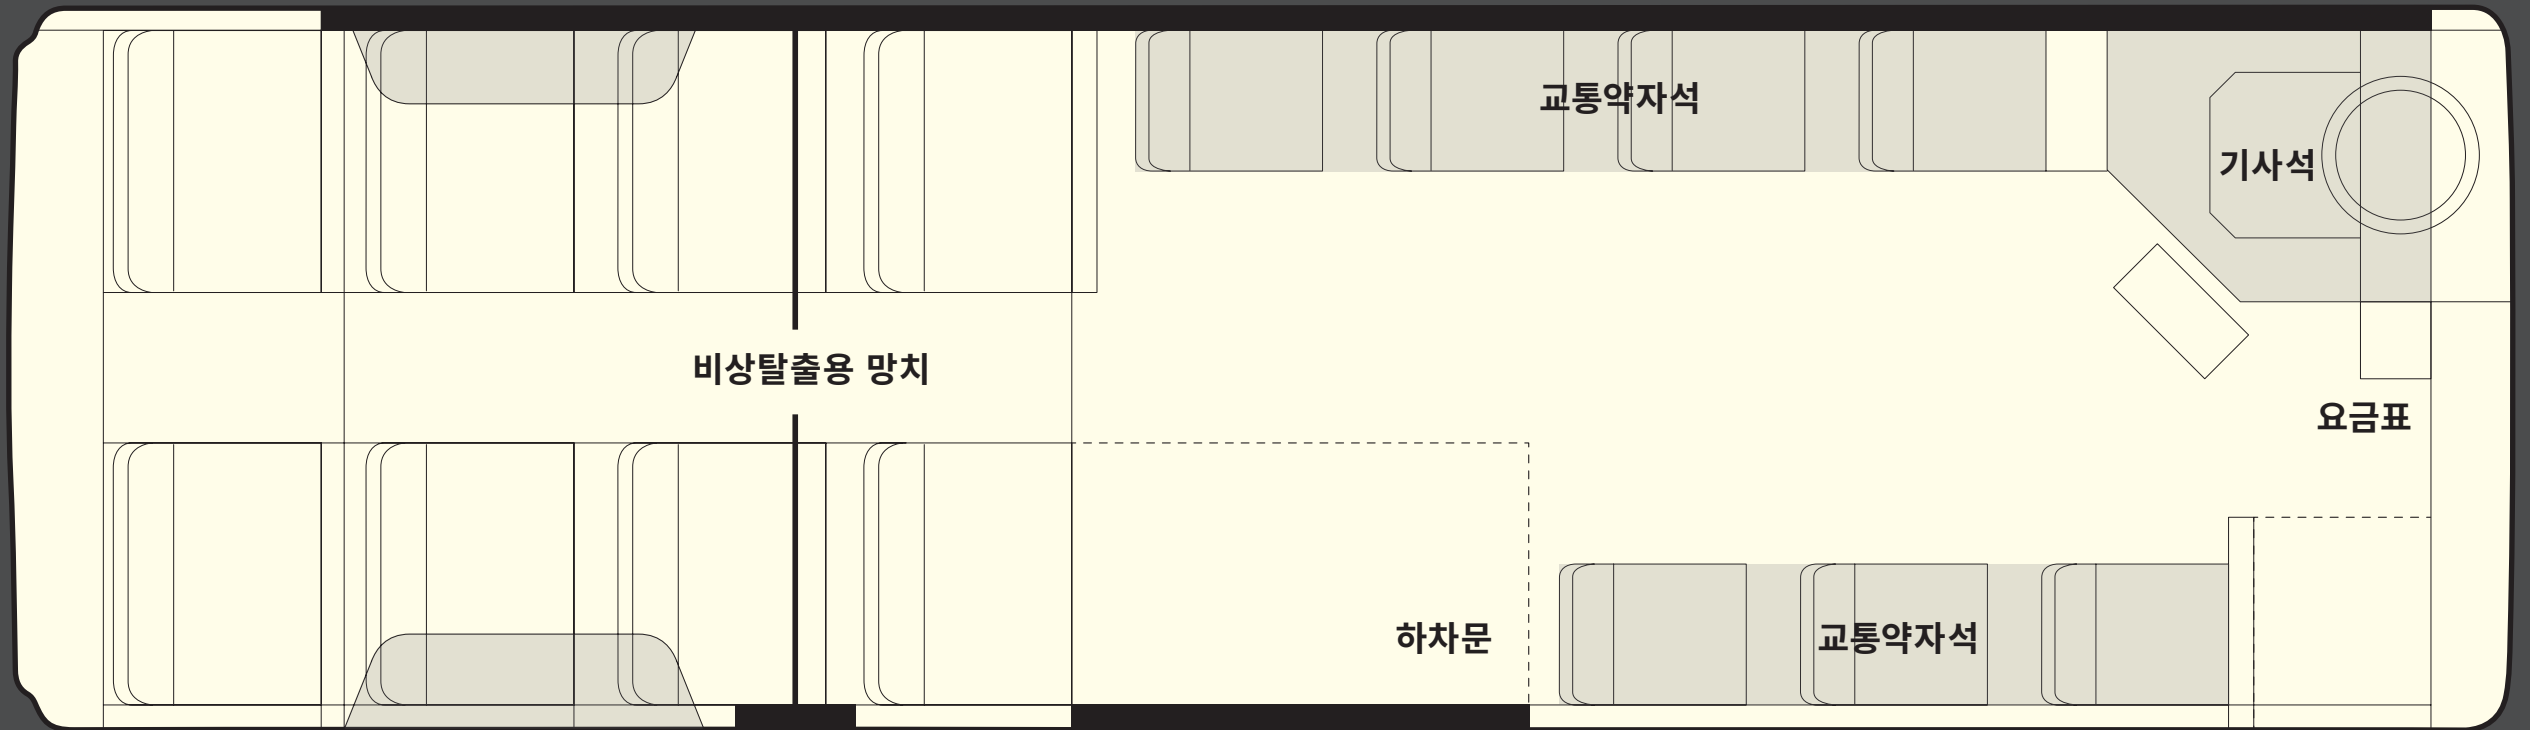 교통약자석
기사석
비상탈출용 망치
요금표
하차문
교통약자석